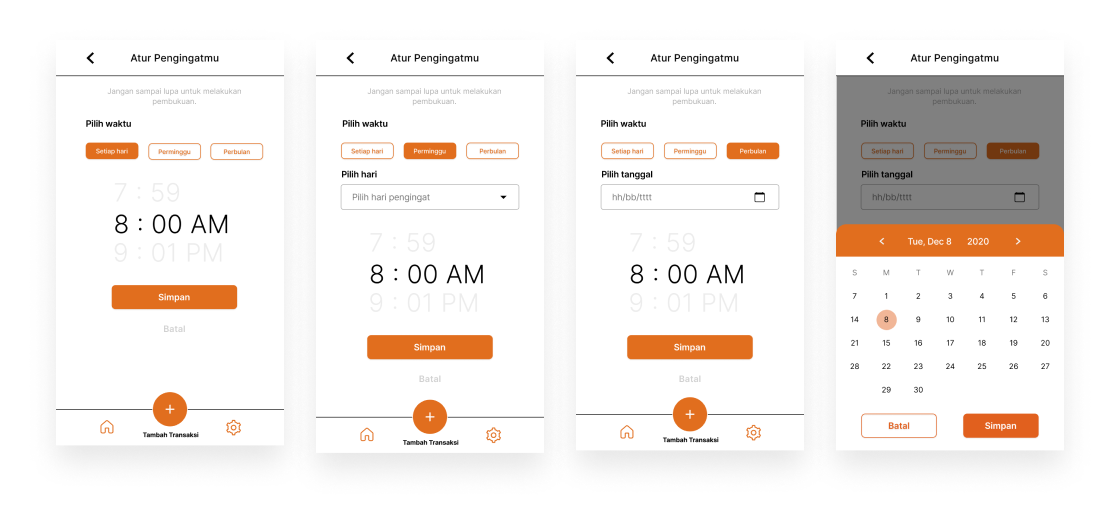 Atur Pengingatmu
Jangan sampai lupa untuk melakukan
pembukuan.
Pilih waktu
Setiap hari Perminggu Perbulan
7 : 59
8 : 00 AM
9 : 01 PM
Simpan
Batal
+
Tambah Transaksi
Atur Pengingatmu
Jangan sampai lupa untuk melakukan
pembukuan.
Pilih waktu
Setiap hari Perminggu Perbulan
Pilih hari
Pilih hari pengingat
7 : 59
8 : 00 AM
9 : 01 PM
Simpan
Batal
+
Tambah Transaksi
Atur Pengingatmu
Jangan sampai lupa untuk melakukan
pembukuan.
Pilih waktu
Setiap hari Perminggu Perbulan
Pilih tanggal
hh/bb/tttt
7 : 59
8 : 00 AM
9 : 01 PM
Simpan
Batal
+
Tambah Transaksi
Atur Pengingatmu
Jangan sampai lupa untuk melakukan
pembukuan.
Pilih waktu
Setiap hari Perminggu Perbulan
Pilih tanggal
hh/bb/tttt
< Tue, Dec 8 2020 >
S M T W T F S
7 1 2 3 4 5 6
14 8 9 10 11 12 13
21 15 16 17 18 19 20
28 22 23 24 25 26 27
29 30
Batal Simpan